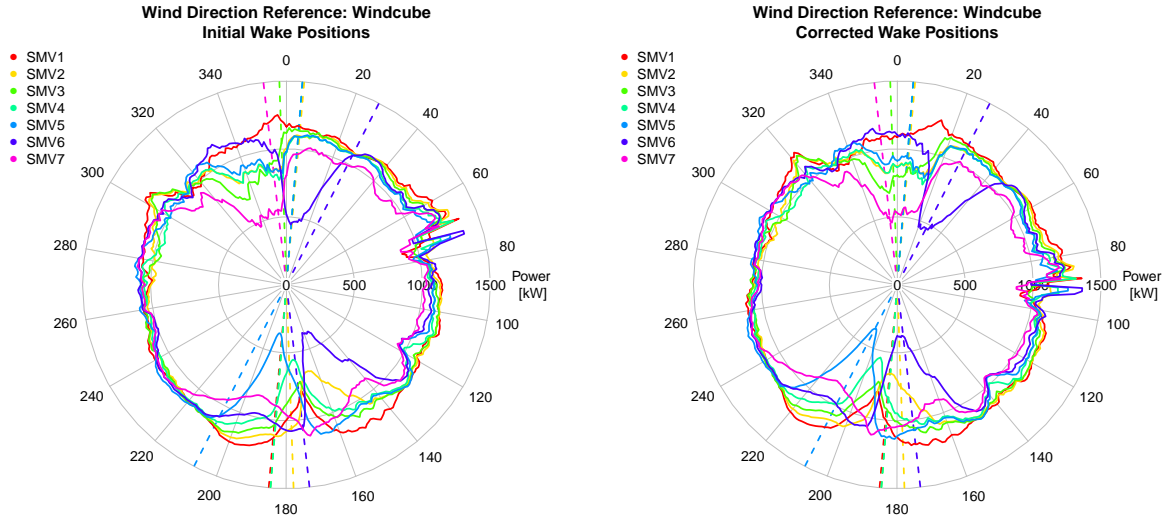 Wind Direction Reference: Windcube
Initial Wake Positions
SMV1
SMV2
SMV3
SMV4
SMV5
SMV6
SMV7
0
20
40
60
80
100
120
140
160
180
200
220
240
260
280
300
320
340
0
500
1000
1500
Power
[kW]
Wind Direction Reference: Windcube
Corrected Wake Positions
SMV1
SMV2
SMV3
SMV4
SMV5
SMV6
SMV7
0
20
40
60
80
100
120
140
160
180
200
220
240
260
280
300
320
340
0
500
1000
1500
Power
[kW]